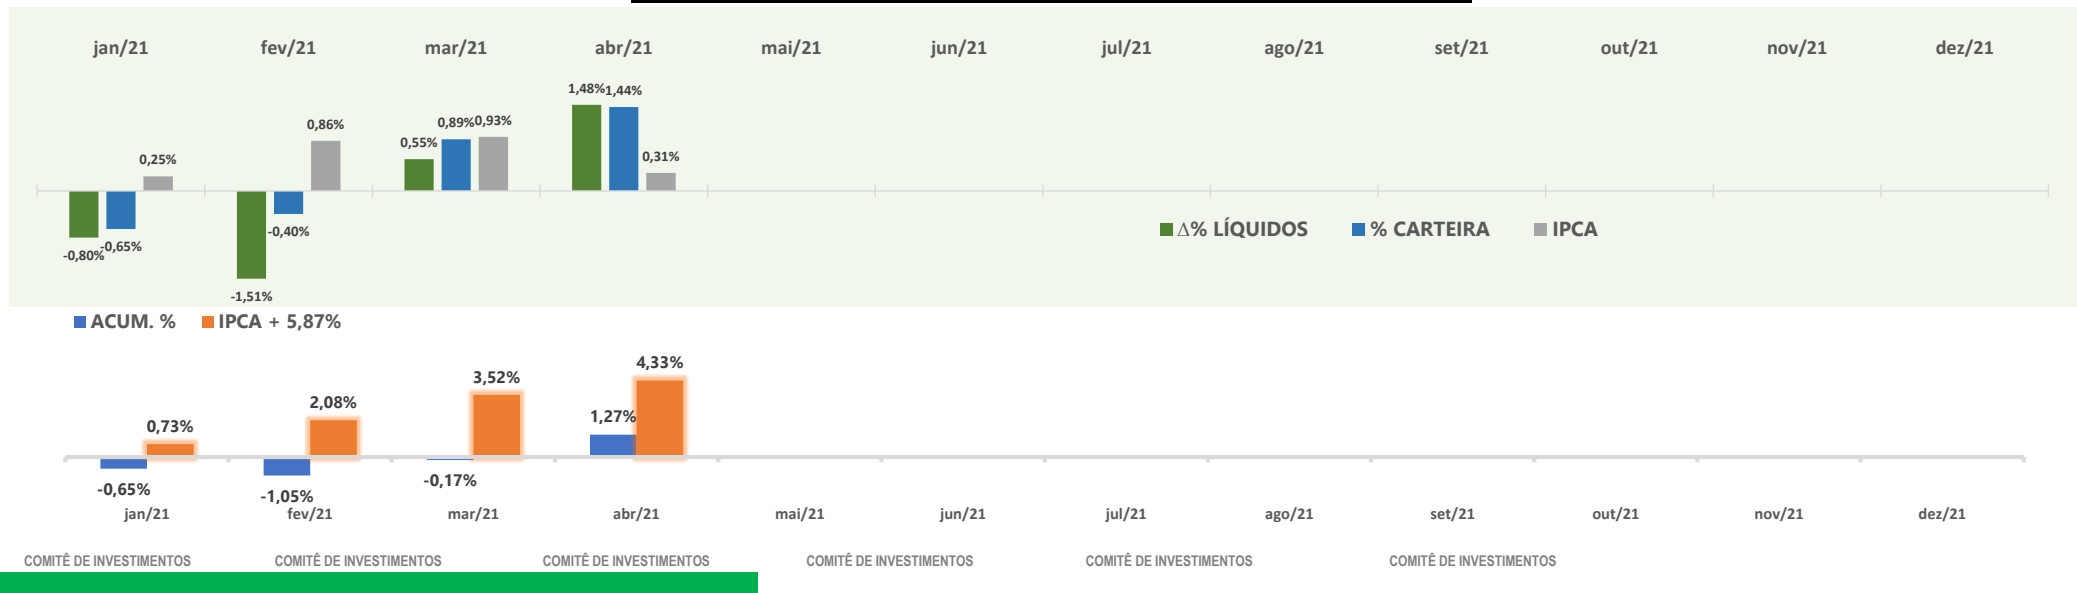 jan/21 fev/21 mar/21 abr/21 mai/21 jun/21 jul/21 ago/21 set/21 out/21 nov/21 dez/21
1,48% 1,44%
0,86% 0,89% 0,93%
0,55%
0,25% 0,31%
-0,80% -0,65% -0,40%
Δ% LÍQUIDOS % CARTEIRA IPCA
-1,51%
ACUM. % IPCA + 5,87%
4,33%
3,52%
2,08%
0,73% 1,27%
-0,65% -1,05% -0,17%
jan/21 fev/21 mar/21 abr/21 mai/21 jun/21 jul/21 ago/21 set/21 out/21 nov/21 dez/21
COMITÊ DE INVESTIMENTOS COMITÊ DE INVESTIMENTOS COMITÊ DE INVESTIMENTOS COMITÊ DE INVESTIMENTOS COMITÊ DE INVESTIMENTOS COMITÊ DE INVESTIMENTOS